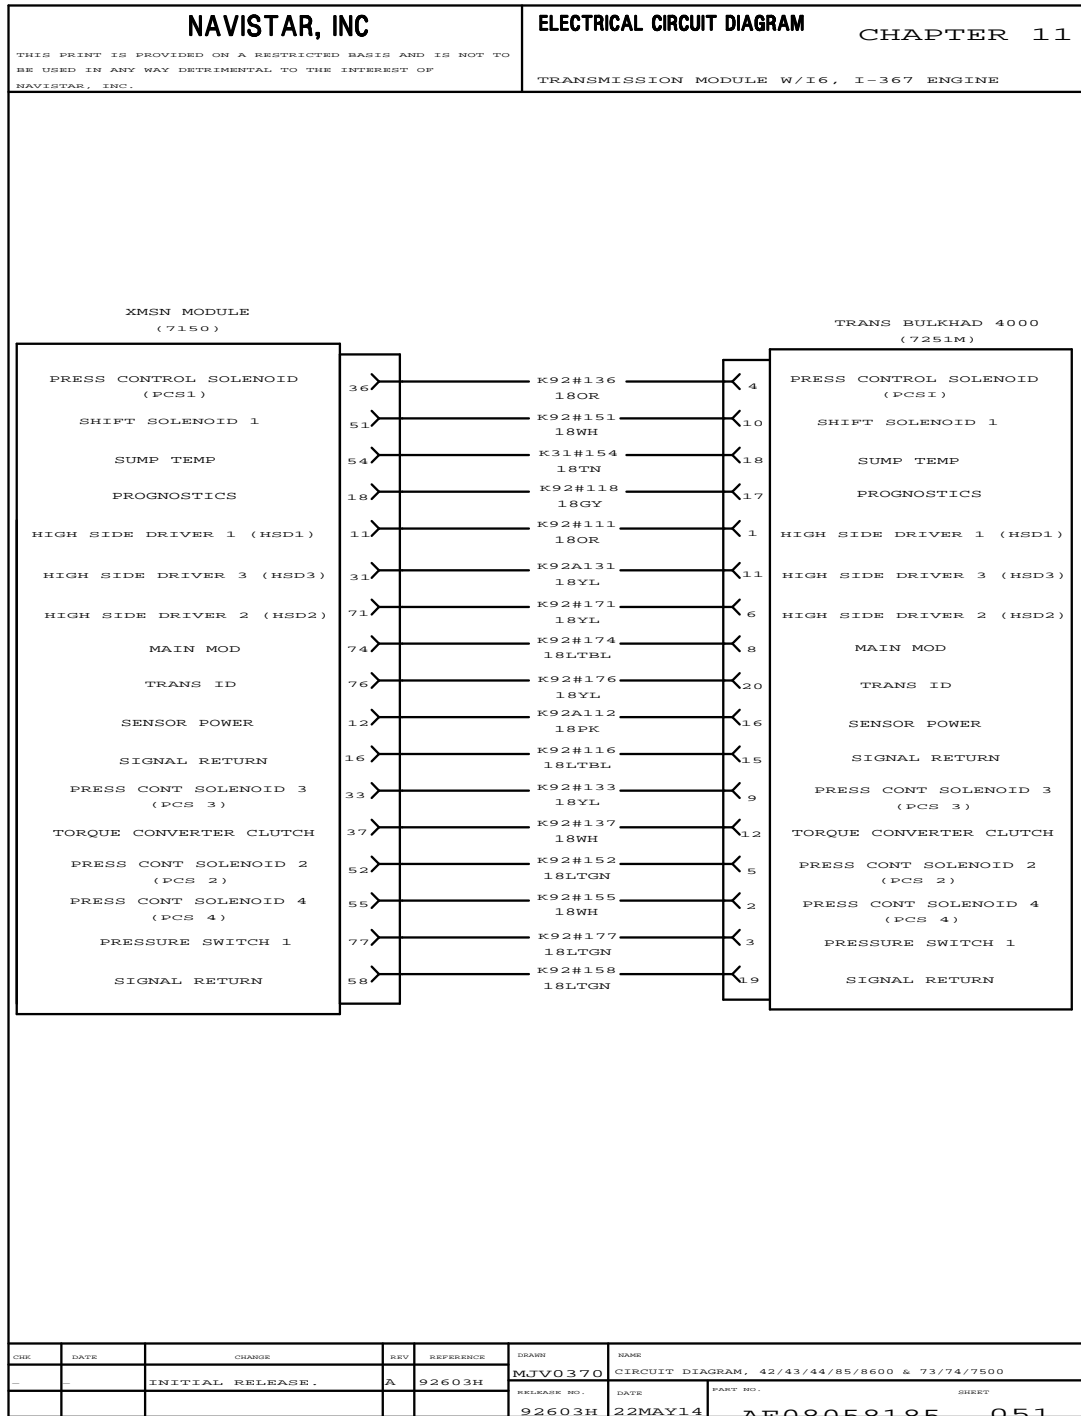 NAVISTAR, INC
THIS PRINT IS PROVIDED ON A RESTRICTED BASIS AND IS NOT TO
BE USED IN ANY WAY DETRIMENTAL TO THE INTEREST OF
NAVISTAR, INC.
ELECTRICAL CIRCUIT DIAGRAM
CHAPTER 11
TRANSMISSION MODULE W/I6, I-367 ENGINE
XMSN MODULE
(7150)
TRANS BULKHAD 4000
(7251M)
PRESS CONTROL SOLENOID 36 K92#136 4 PRESS CONTROL SOLENOID
(PCS1) 18OR (PCSI)
SHIFT SOLENOID 1 51 K92#151 10 SHIFT SOLENOID 1
18WH
SUMP TEMP 54 K31#154 18 SUMP TEMP
18TN
PROGNOSTICS 18 K92#118 17 PROGNOSTICS
18GY
HIGH SIDE DRIVER 1 (HSD1) 11 K92#111 1 HIGH SIDE DRIVER 1 (HSD1)
18OR
HIGH SIDE DRIVER 3 (HSD3) 31 K92A131 11 HIGH SIDE DRIVER 3 (HSD3)
18YL
HIGH SIDE DRIVER 2 (HSD2) 71 K92#171 6 HIGH SIDE DRIVER 2 (HSD2)
18YL
MAIN MOD 74 K92#174 8 MAIN MOD
18LTBL
TRANS ID 76 K92#176 20 TRANS ID
18YL
SENSOR POWER 12 K92A112 16 SENSOR POWER
18PK
SIGNAL RETURN 16 K92#116 15 SIGNAL RETURN
18LTBL
PRESS CONT SOLENOID 3 33 K92#133 9 PRESS CONT SOLENOID 3
(PCS 3) 18YL (PCS 3)
TORQUE CONVERTER CLUTCH 37 K92#137 12 TORQUE CONVERTER CLUTCH
18WH
PRESS CONT SOLENOID 2 52 K92#152 5 PRESS CONT SOLENOID 2
(PCS 2) 18LTGN (PCS 2)
PRESS CONT SOLENOID 4 55 K92#155 2 PRESS CONT SOLENOID 4
(PCS 4) 18WH (PCS 4)
PRESSURE SWITCH 1 77 K92#177 3 PRESSURE SWITCH 1
18LTGN
SIGNAL RETURN 58 K92#158 19 SIGNAL RETURN
18LTGN
CHK DATE CHANGE REV REFERENCE DRAWN NAME
- - INITIAL RELEASE. A 92603H MJV0370 CIRCUIT DIAGRAM, 42/43/44/85/8600 & 73/74/7500
RELEASE NO. DATE PART NO. SHEET
92603H 22MAY14 AE08058185 051